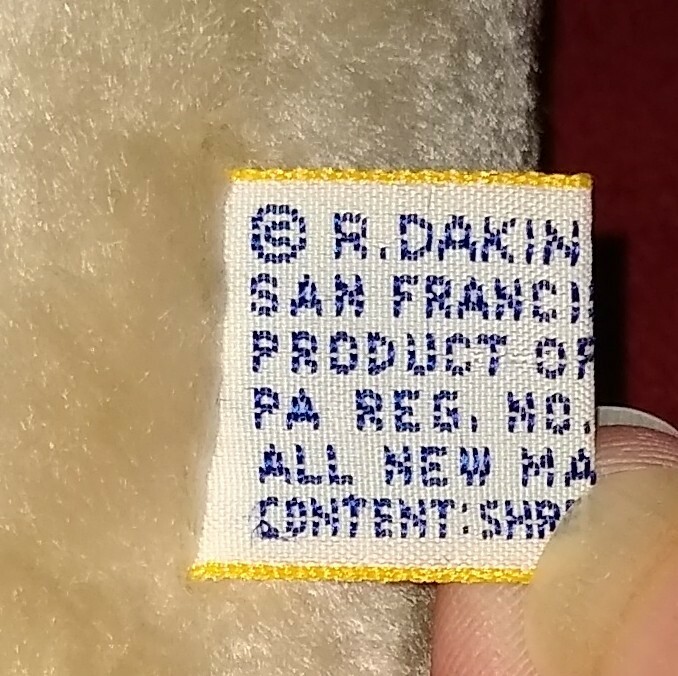 © R.DAKIN
SAN FRANCI
PRODUCT OF
PA REG. NO.
ALL NEW MA
CONTENT:SHR